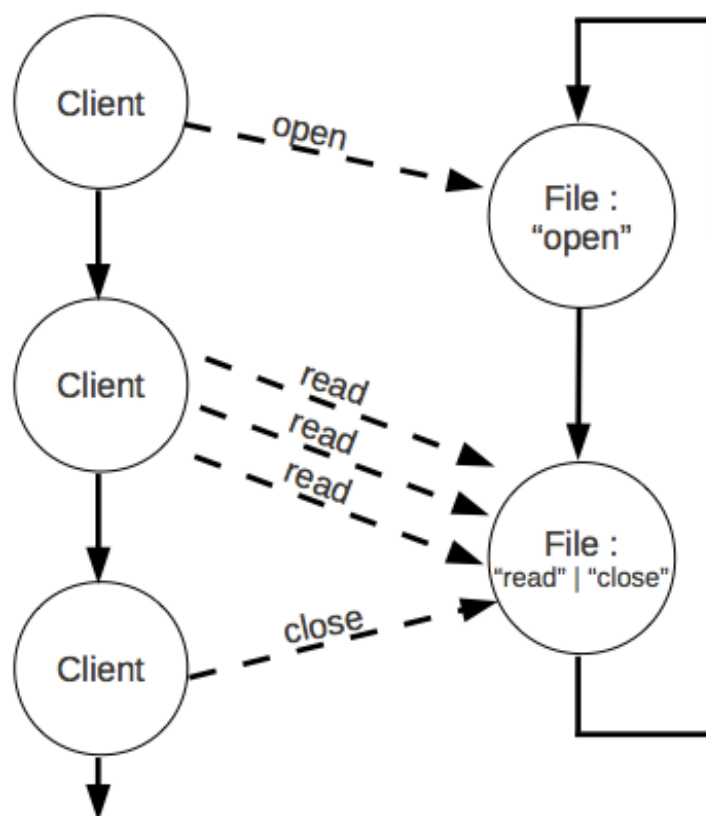 Client
open
File :
“open”
Client
read
read
read
File :
“read” | “close”
Client
close